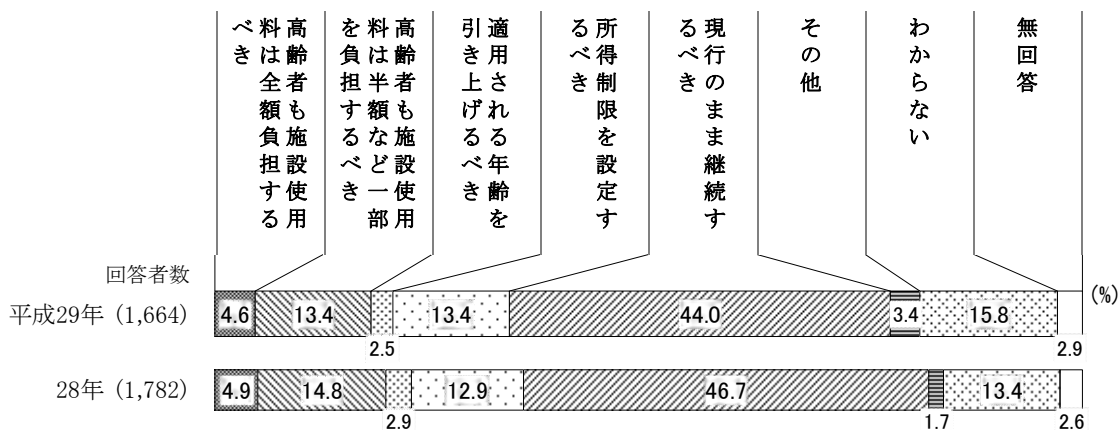 高齢者も施設使用
料は全額負担する
べき
高齢者も施設使用
料は半額など一部
を負担するべき
適用される年齢を
引き上げるべき
所得制限を設定す
るべき
現行のまま継続す
るべき
その他
わからない
無回答
回答者数
(%)
平成29年 (1,664) 4.6 13.4 2.5 13.4 44.0 3.4 15.8 2.9
28年 (1,782) 4.9 14.8 2.9 12.9 46.7 1.7 13.4 2.6